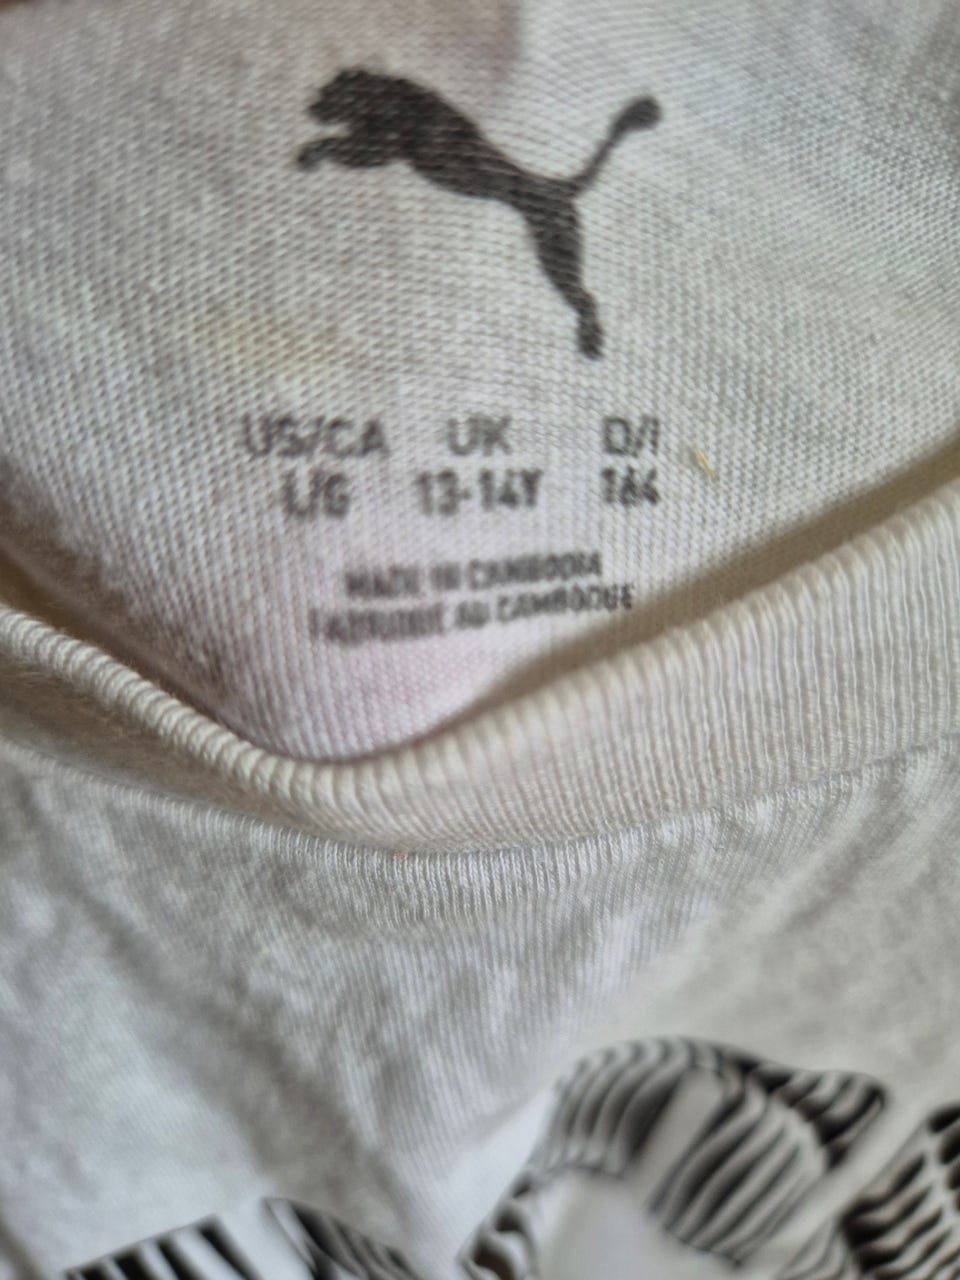 US/CA UK D/I
L/G 13-14Y 164
MADE IN CAMBODIA
FABRIQUÉ AU CAMBODGE